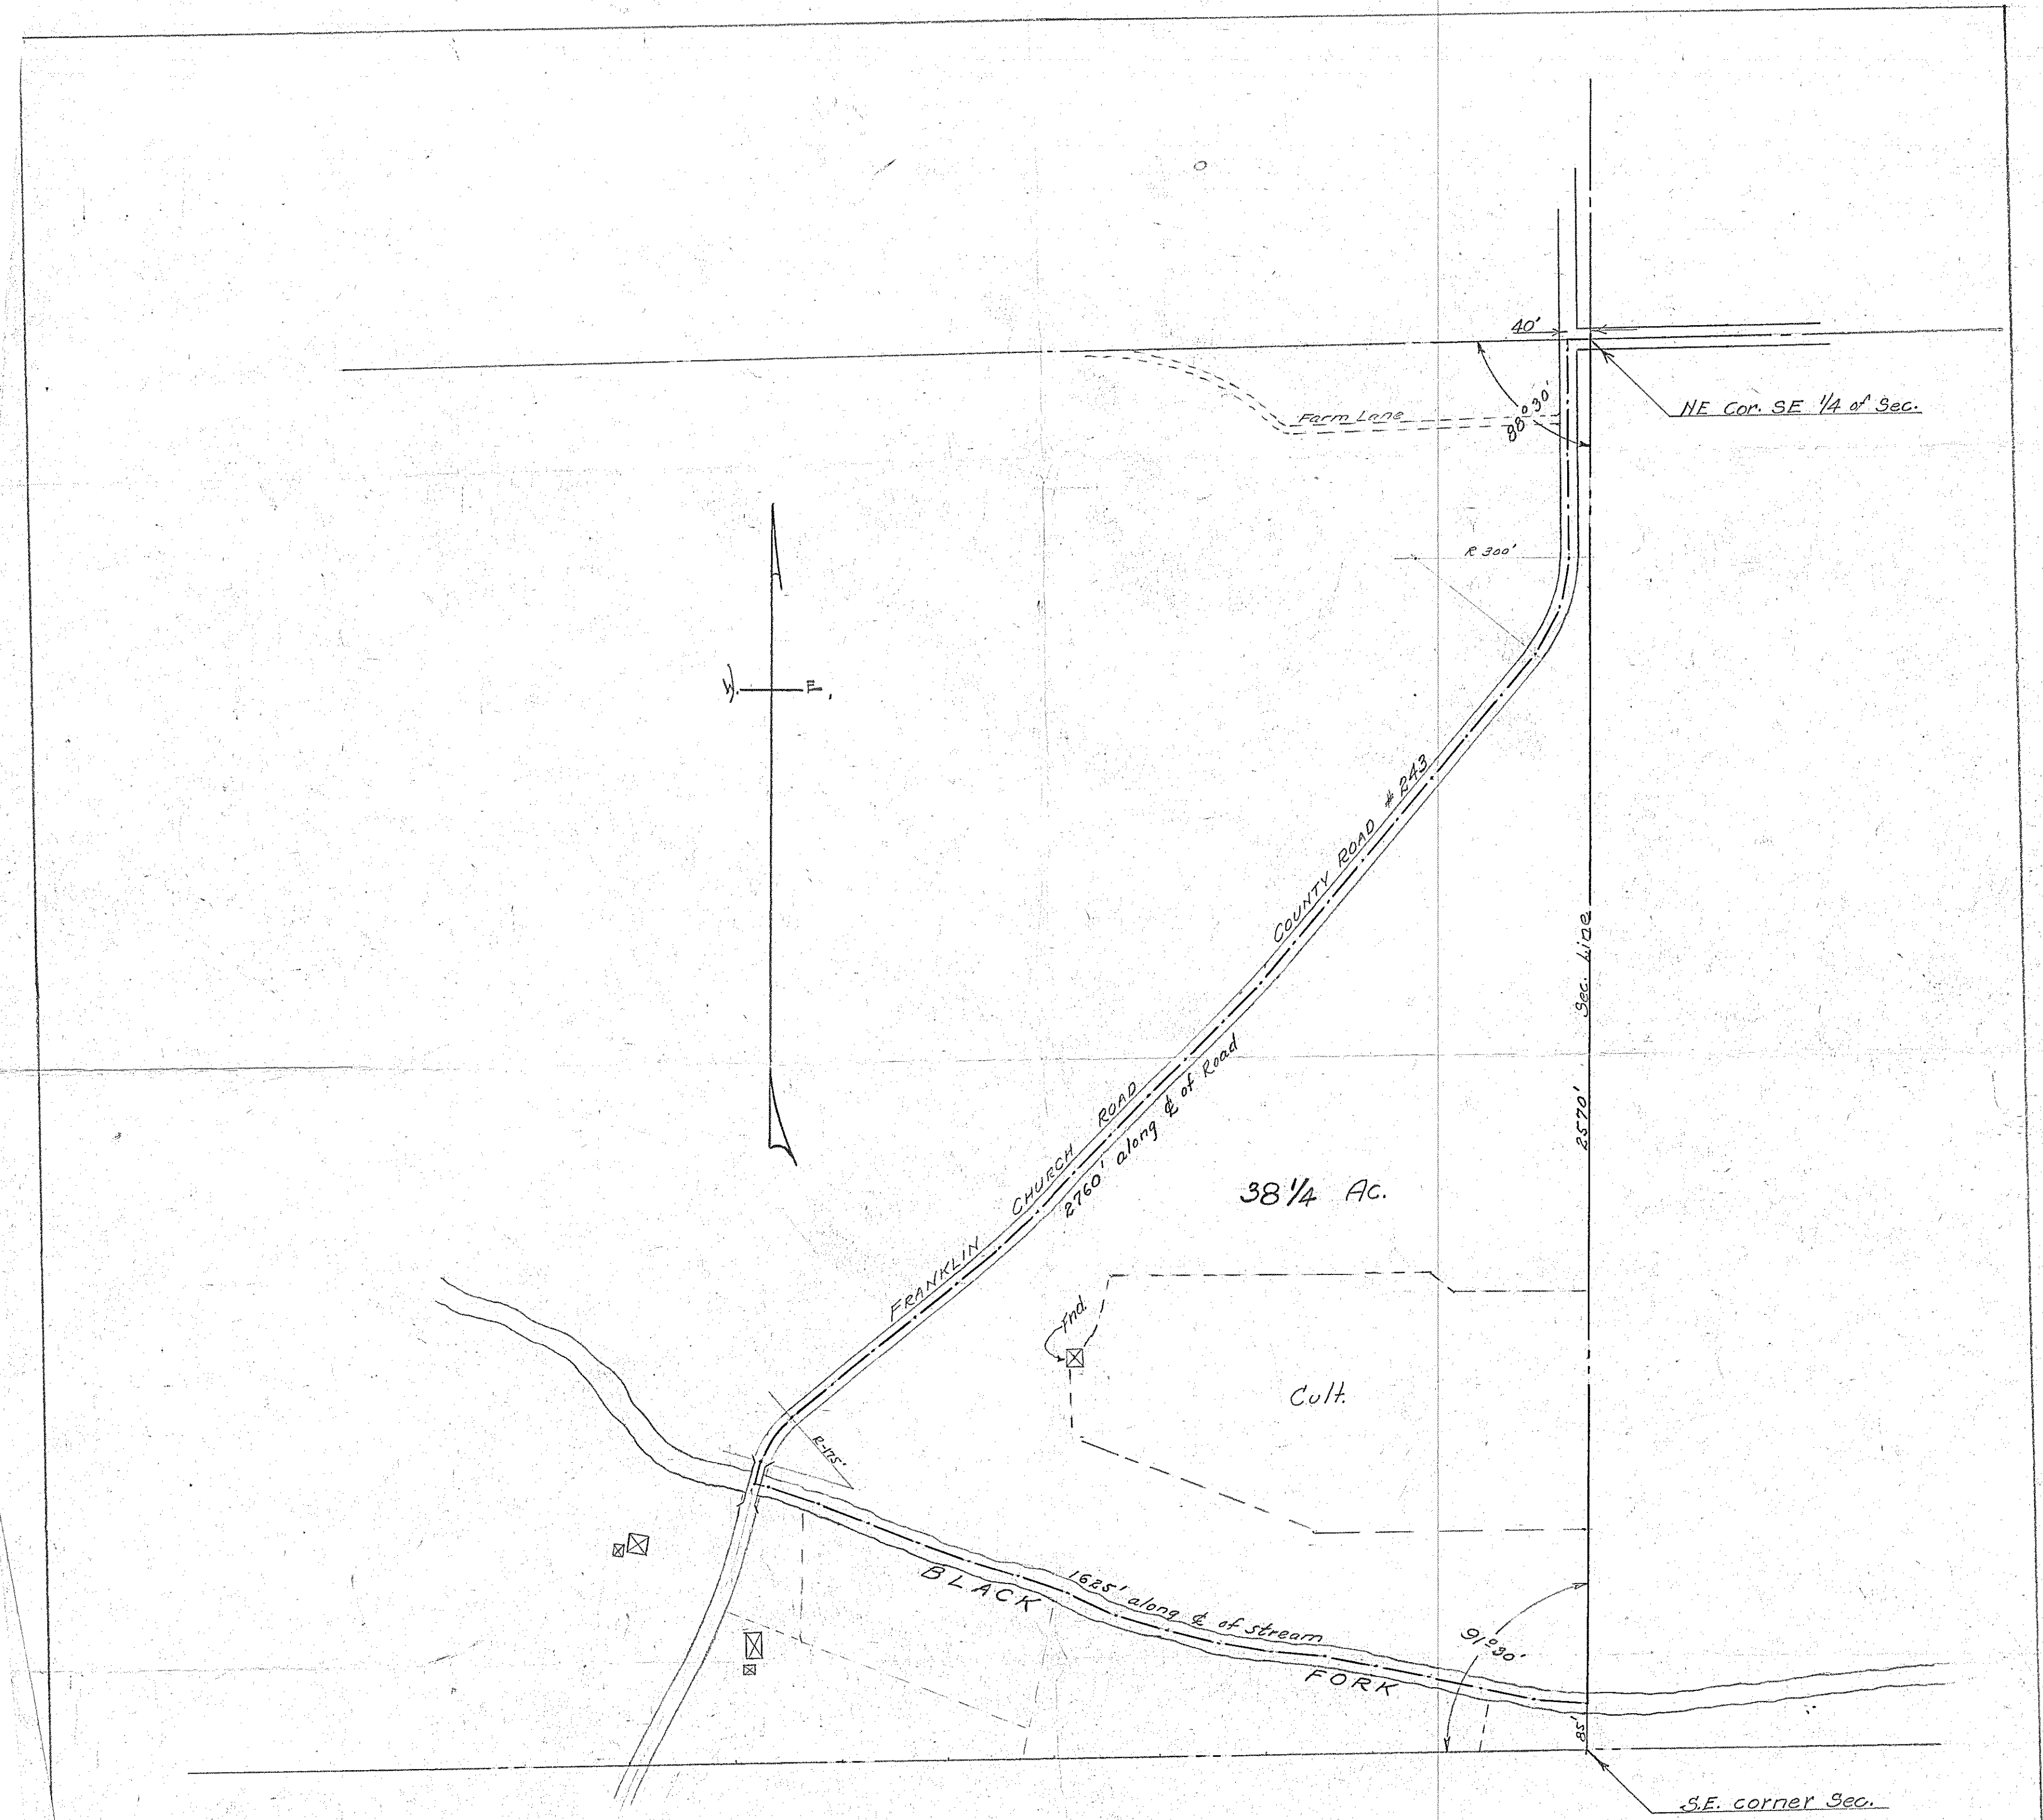 40'
NE Cor. SE 1/4 of Sec.
88°30'
Farm Lane
R 300'
W. E.
COUNTY ROAD # 243
Sec. Line
2570'
FRANKLIN CHURCH ROAD
2760' along ℄ of Road
38 1/4 Ac.
Fnd.
Cult.
R-175'
BLACK FORK
1625' along ℄ of stream
91°30'
85'
S.E. corner Sec.